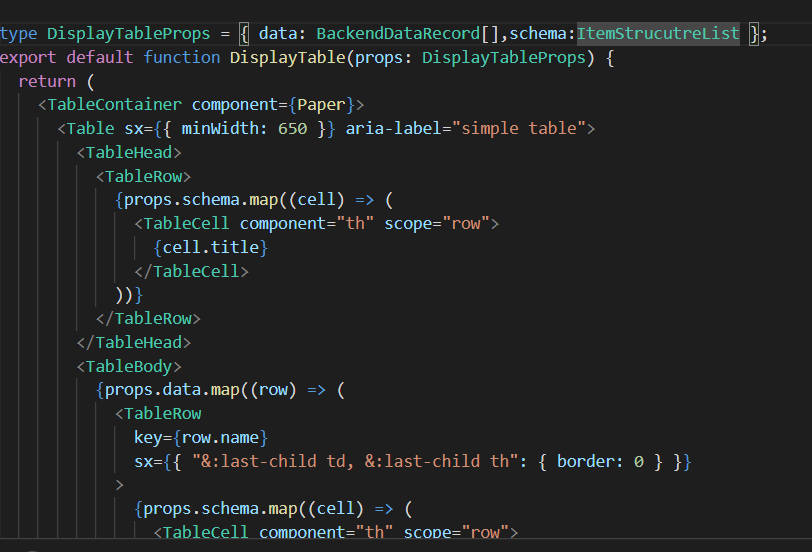 type DisplayTableProps = { data: BackendDataRecord[],schema:ItemStrucutreList };
export default function DisplayTable(props: DisplayTableProps) {
  return (
    <TableContainer component={Paper}>
      <Table sx={{ minWidth: 650 }} aria-label="simple table">
        <TableHead>
          <TableRow>
            {props.schema.map((cell) => (
              <TableCell component="th" scope="row">
                {cell.title}
              </TableCell>
            ))}
          </TableRow>
        </TableHead>
        <TableBody>
          {props.data.map((row) => (
            <TableRow
              key={row.name}
              sx={{ "&:last-child td, &:last-child th": { border: 0 } }}
            >
              {props.schema.map((cell) => (
                <TableCell component="th" scope="row">